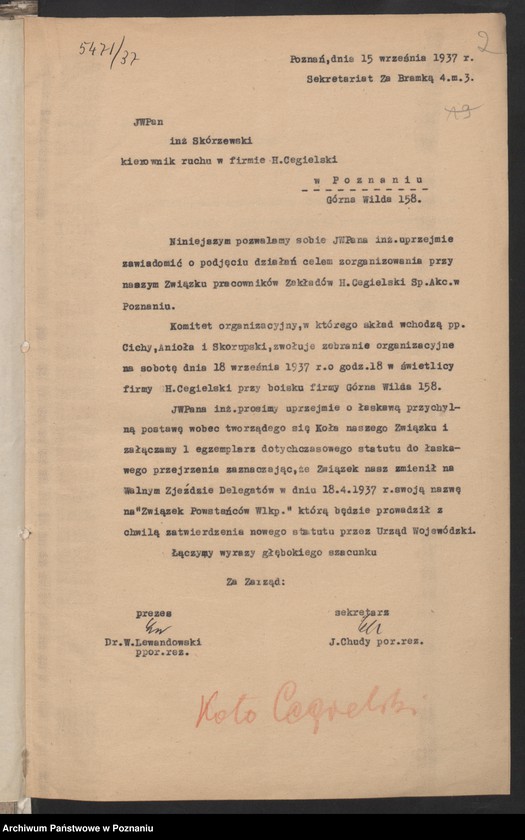 5471/37
2
Poznań,dnia 15 września 1937 r.
Sekretariat Za Bramką 4.m.3.
19
JWPan
inż Skórzewski
kierownik ruchu w firmie H.Cegielski
w P o z n a n i u
Górna Wilda 158.
Niniejszym pozwalamy sobie JWPana inż.uprzejmie
zawiadomić o podjęciu działań celem zorganizowania przy
naszym Związku pracowników Zakładów H.Cegielski Sp.Akc.w
Poznaniu.
Komitet organizacyjny,w którego skład wchodzą pp.
Cichy,Anioła i Skorupski,zwołuje zebranie organizacyjne
na sobotę dnia 18 września 1937 r.o godz.18 w świetlicy
firmy H.Cegielski przy boisku firmy Górna Wilda 158.
JWPana inż.prosimy uprzejmie o łaskawą przychyl-
ną postawę wobec tworządego się Koła naszego Związku i
załączamy 1 egzemplarz dotychczasowego statutu do łaska-
wego przejrzenia zaznaczając,że Związek nasz zmienił na
Walnym Zjeździe Delegatów w dniu 18.4.1937 r.swoją nazwę
na"Związek Powstańców Wlkp." którą będzie prowadził z
chwilą zatwierdzenia nowego statutu przez Urząd Wojewódzki.
Łączymy wyrazy głębokiego szacunku
Za Zarząd:
prezes sekretarz
Dr.W.Lewandowski J.Chudy por.rez.
ppor.rez.
Koło Cegielski
Archiwum Państwowe w Poznaniu